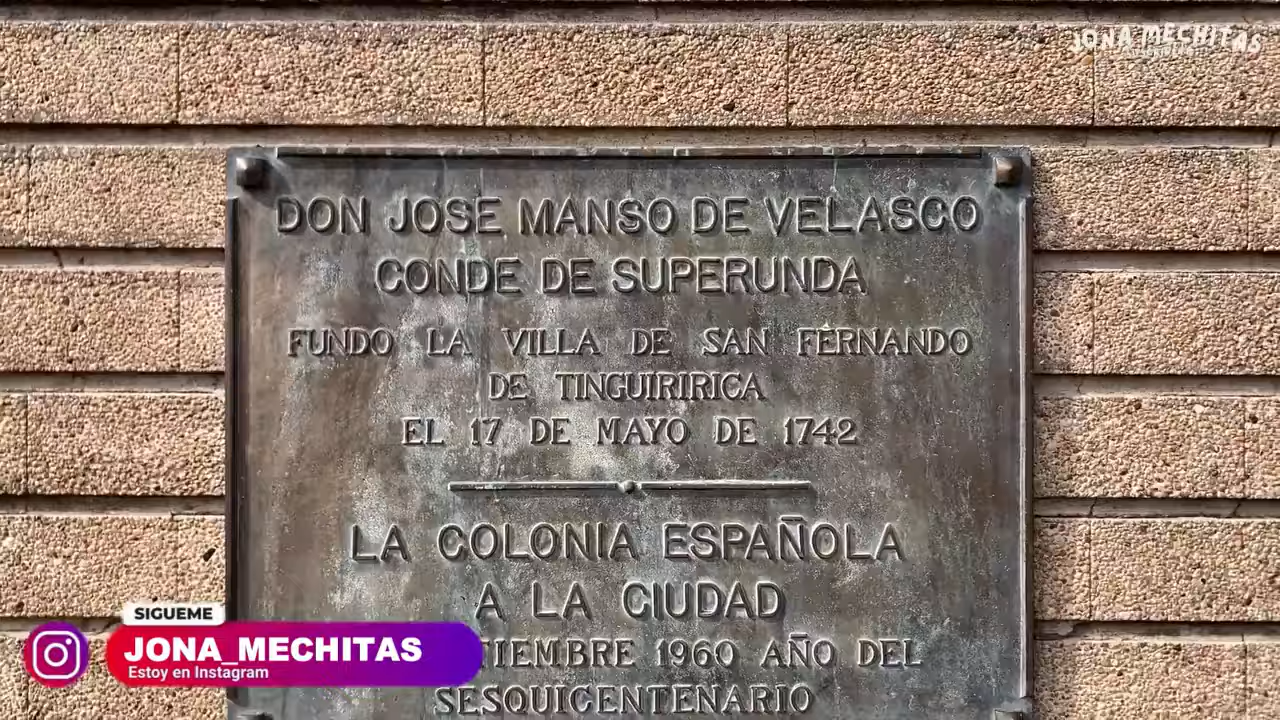 JONA MECHITAS
DON JOSE MANSO DE VELASCO
CONDE DE SUPERUNDA
FUNDO LA VILLA DE SAN FERNANDO
DE TINGUIRIRICA
EL 17 DE MAYO DE 1742
LA COLONIA ESPAÑOLA
A LA CIUDAD
TIEMBRE 1960 AÑO DEL
SESQUICENTENARIO
SIGUEME
JONA_MECHITAS
Estoy en Instagram